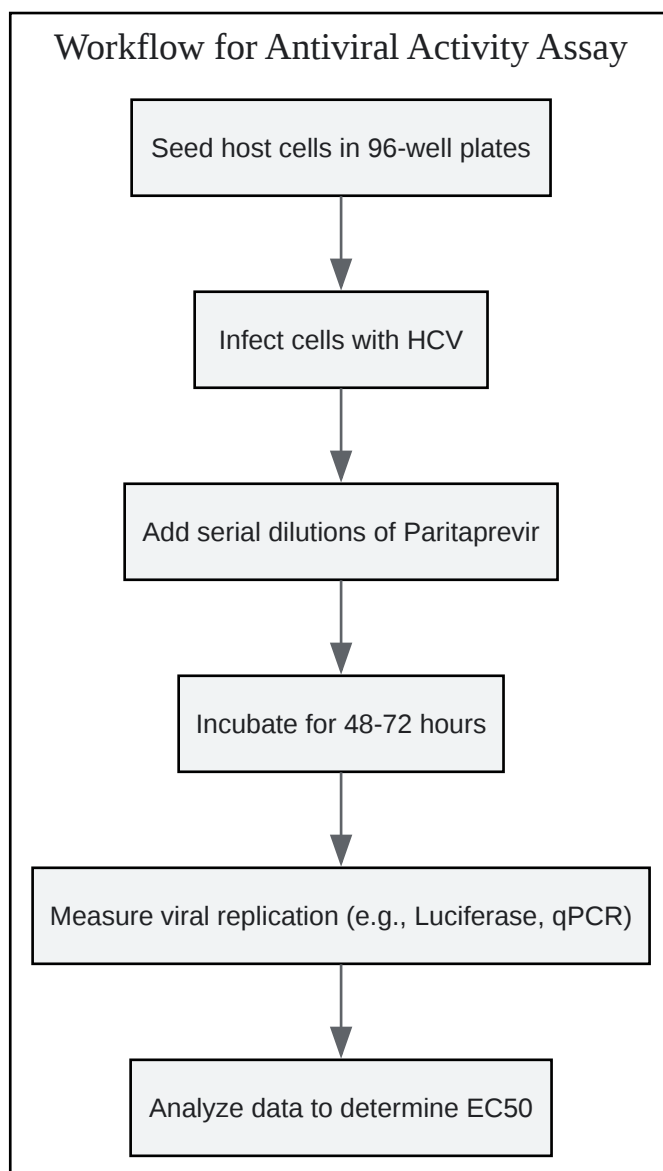 Workflow for Antiviral Activity Assay
Seed host cells in 96-well plates
Infect cells with HCV
Add serial dilutions of Paritaprevir
Incubate for 48-72 hours
Measure viral replication (e.g., Luciferase, qPCR)
Analyze data to determine EC50